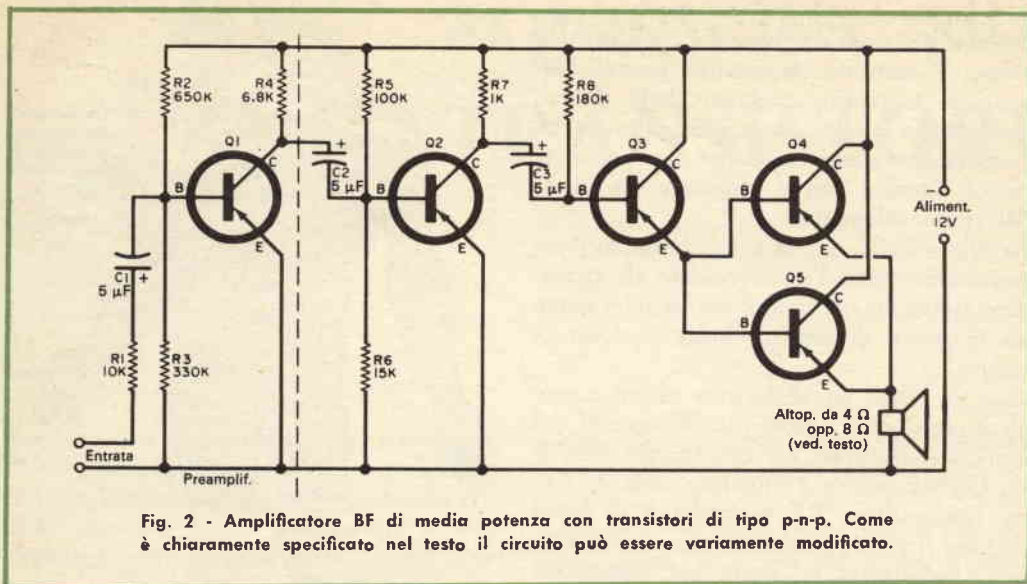 R2
650K
R4
6.8K
R5
100K
R7
1K
R8
180K
Q1
Q2
Q3
Q4
Q5
B
C
E
B
C
E
B
C
E
B
C
E
B
C
E
C1
5 µF
+
C2
5 µF
+
C3
5 µF
+
R1
10K
R3
330K
R6
15K
-
Aliment.
12V
Altop. da 4 Ω
opp. 8 Ω
(ved. testo)
Entrata
Preamplif.
Fig. 2 - Amplificatore BF di media potenza con transistori di tipo p-n-p. Come
è chiaramente specificato nel testo il circuito può essere variamente modificato.